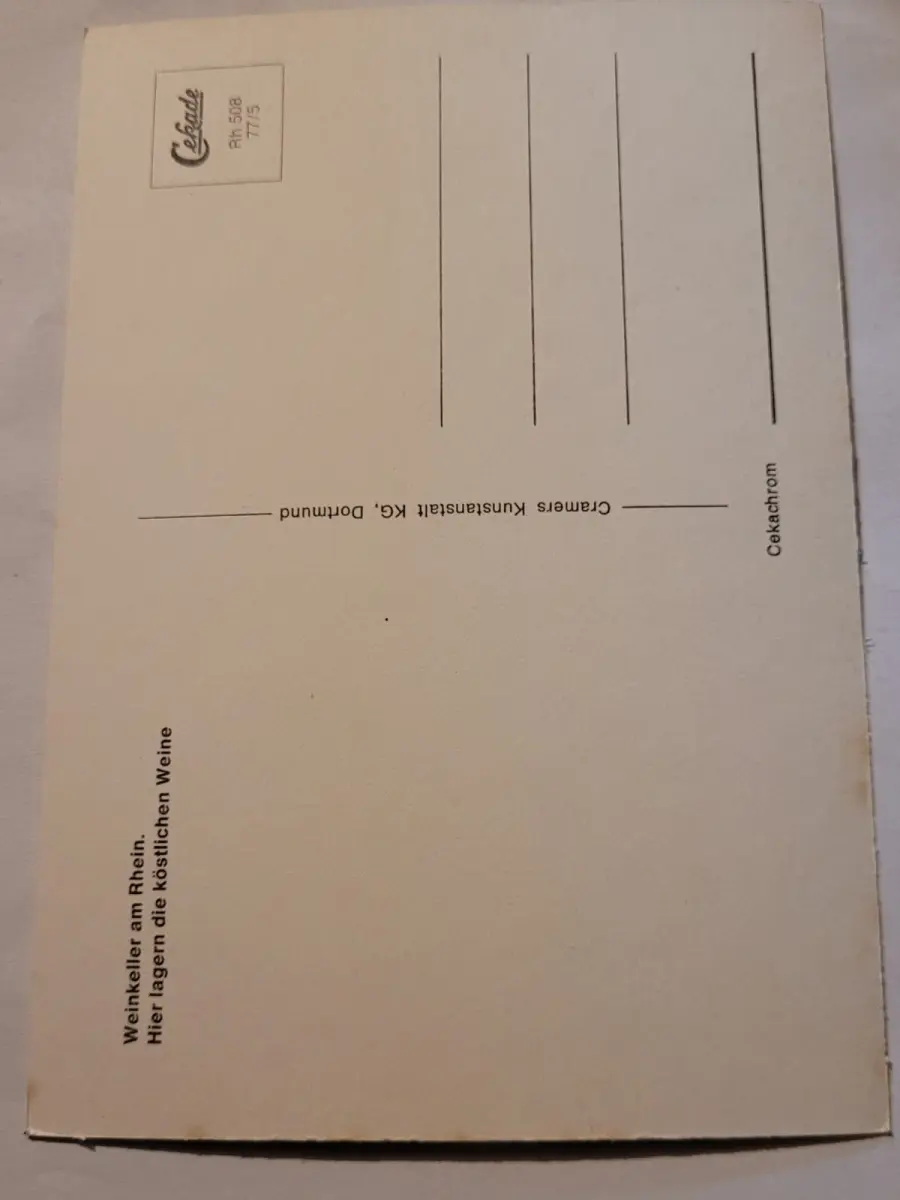 Weinkeller am Rhein.
Hier lagern die köstlichen Weine
Cekade
Rh 508
77/5
Cramers Kunstanstalt KG, Dortmund
Cekachrom